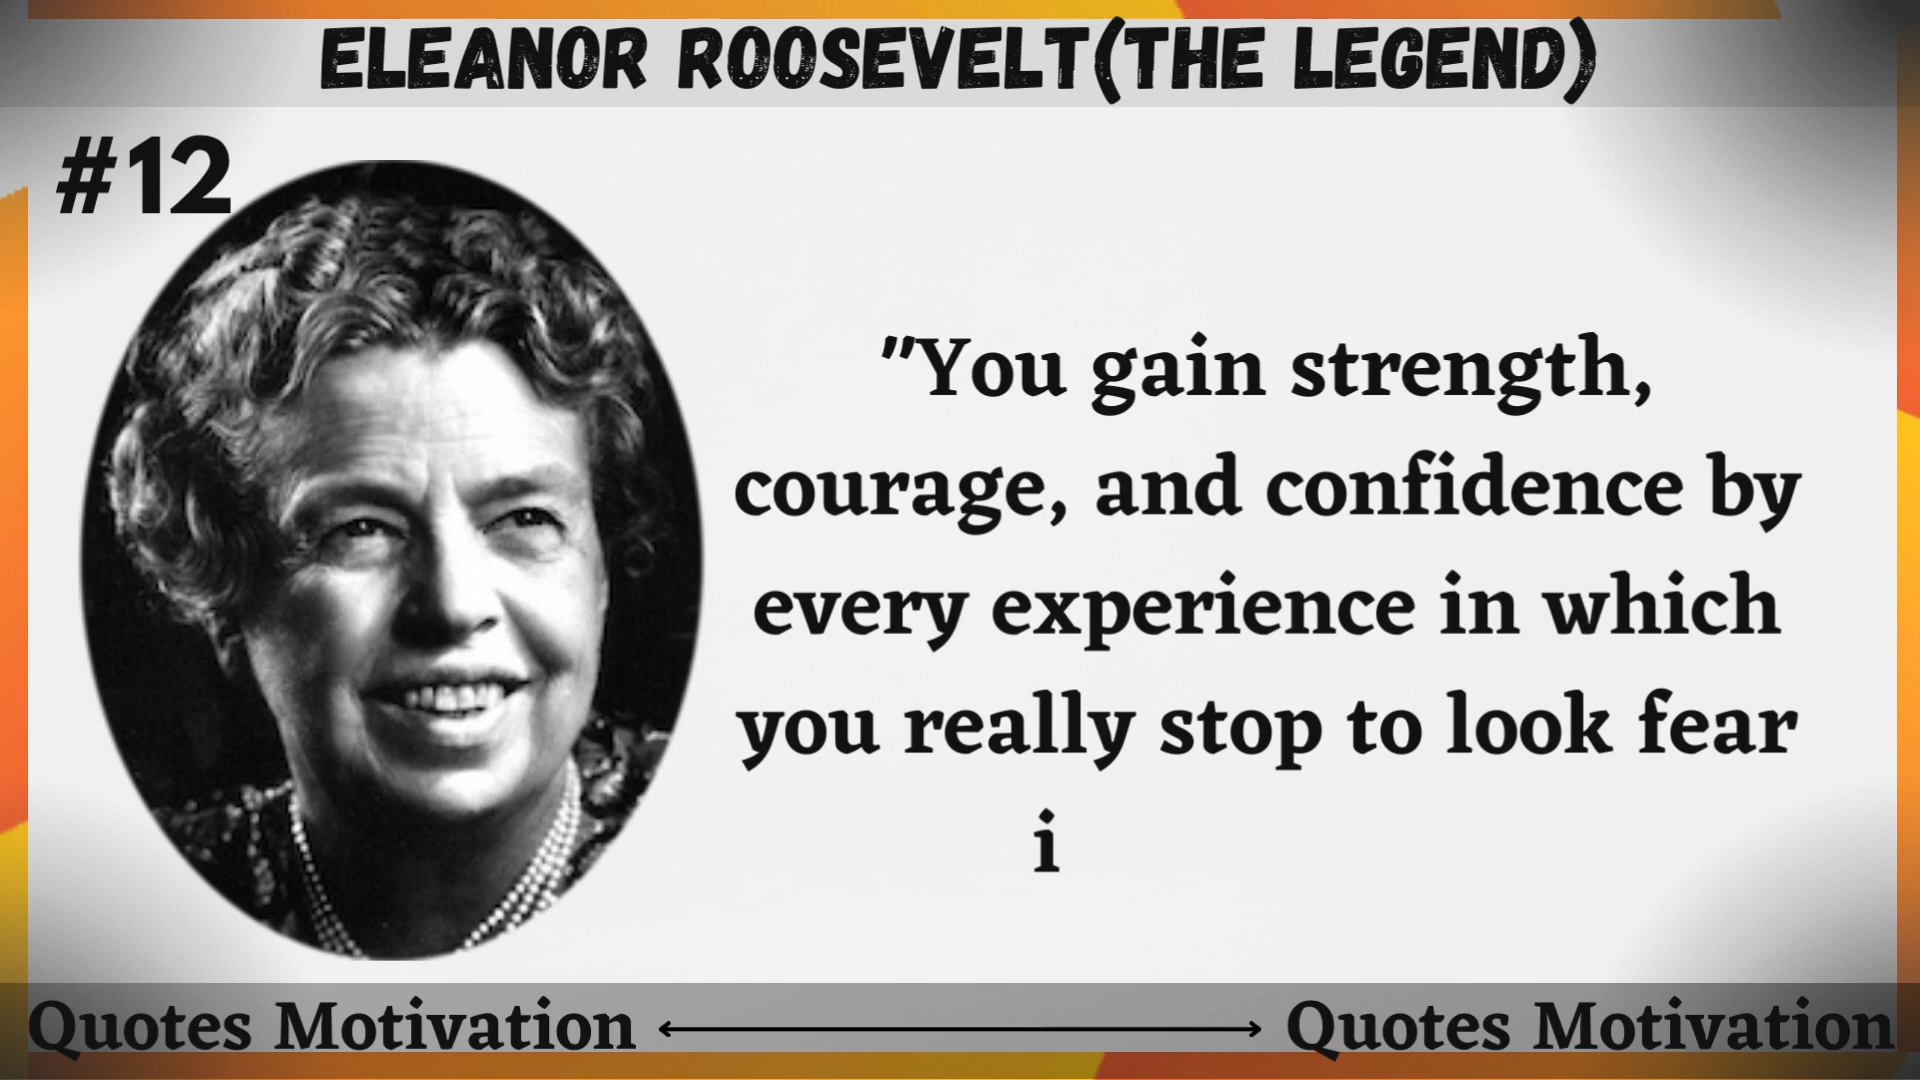 ELEANOR ROOSEVELT(THE LEGEND)
#12
"You gain strength,
courage, and confidence by
every experience in which
you really stop to look fear
i
Quotes Motivation
Quotes Motivation